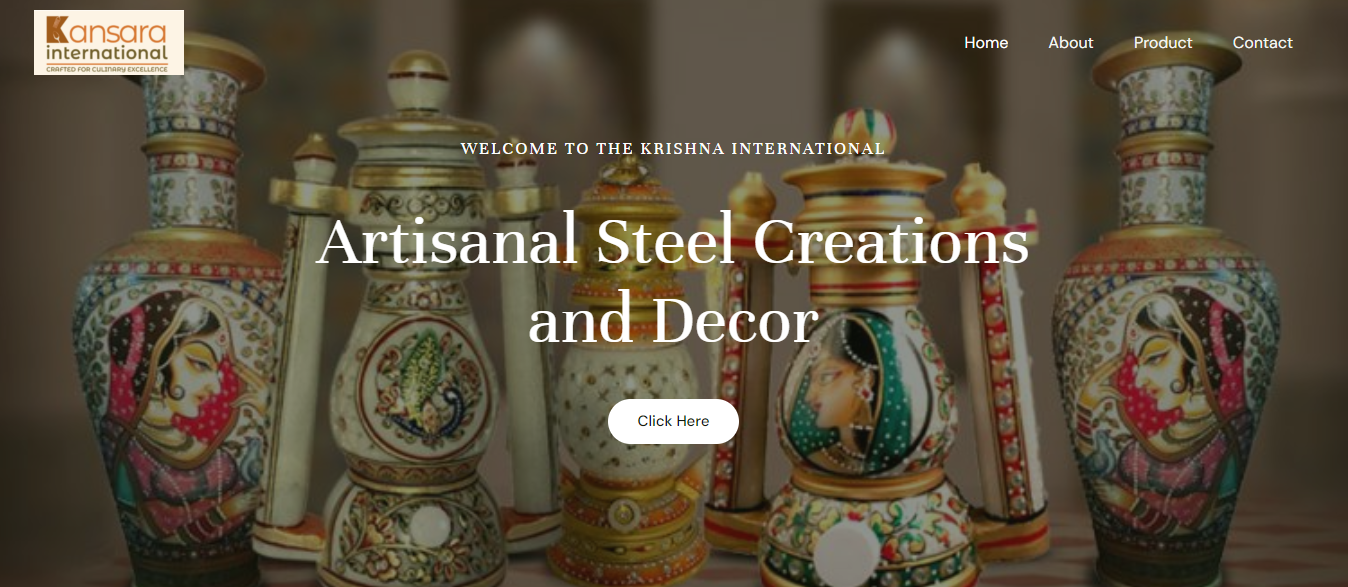 Kansara
international
CRAFTED FOR CULINARY EXCELLENCE
Home About Product Contact
WELCOME TO THE KRISHNA INTERNATIONAL
Artisanal Steel Creations
and Decor
Click Here